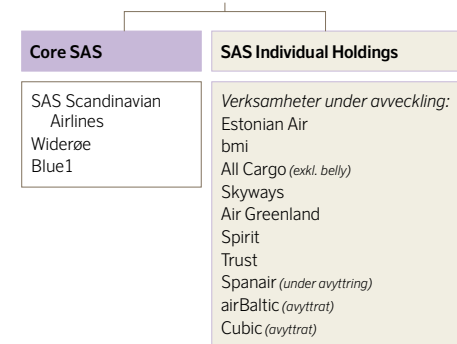 Core SAS
SAS Scandinavian
Airlines
Widerøe
Blue1
SAS Individual Holdings
Verksamheter under avveckling:
Estonian Air
bmi
All Cargo (exkl. belly)
Skyways
Air Greenland
Spirit
Trust
Spanair (under avyttring)
airBaltic (avyttrat)
Cubic (avyttrat)